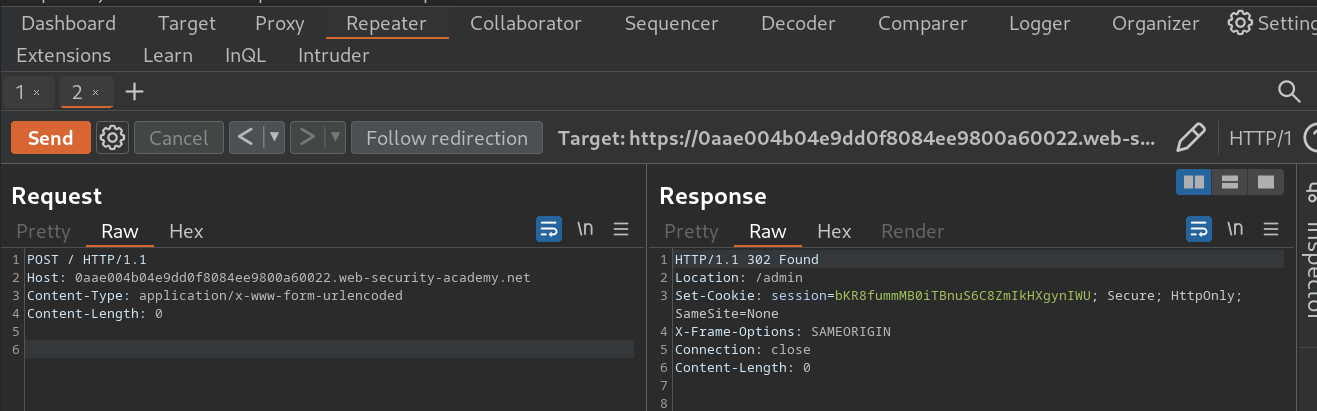 Dashboard Target Proxy Repeater Collaborator Sequencer Decoder Comparer Logger Organizer Setting
Extensions Learn InQL Intruder
1 × 2 × +
Send Cancel < > Follow redirection Target: https://0aae004b04e9dd0f8084ee9800a60022.web-s... HTTP/1
Request
Pretty Raw Hex \n
1 POST / HTTP/1.1
2 Host: 0aae004b04e9dd0f8084ee9800a60022.web-security-academy.net
3 Content-Type: application/x-www-form-urlencoded
4 Content-Length: 0
5
6
Response
Pretty Raw Hex Render \n
1 HTTP/1.1 302 Found
2 Location: /admin
3 Set-Cookie: session=bKR8fummMB0iTBnuS6C8ZmIkHXgynIWU; Secure; HttpOnly;
SameSite=None
4 X-Frame-Options: SAMEORIGIN
5 Connection: close
6 Content-Length: 0
7
8
Inspector